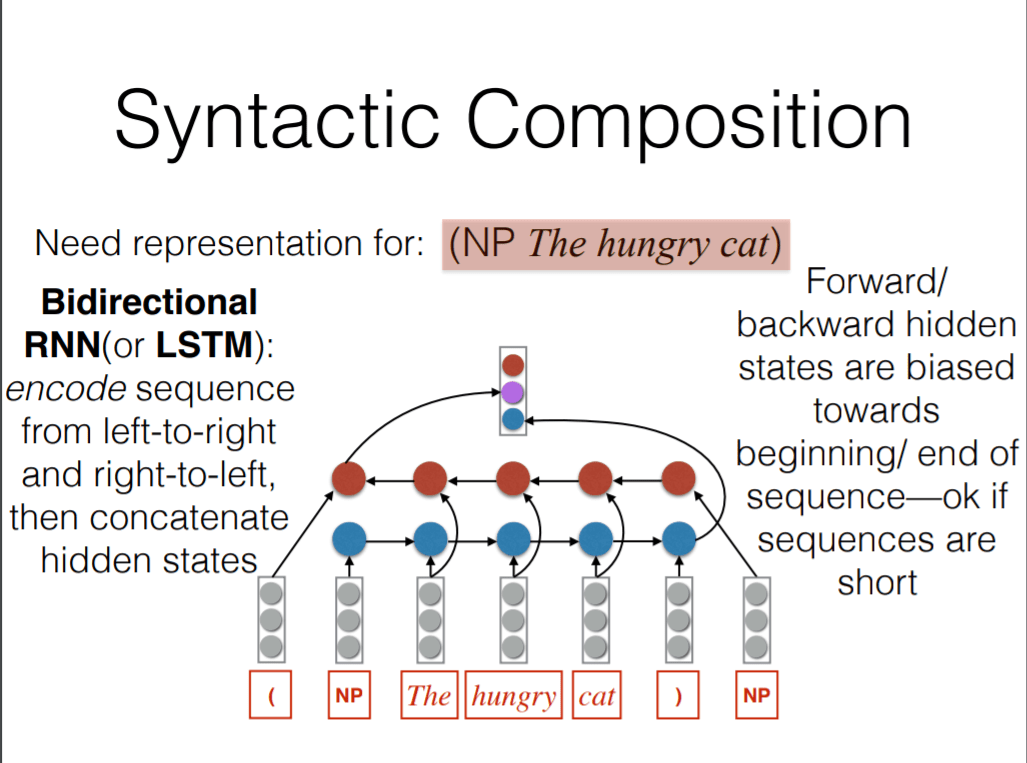 Syntactic Composition
Need representation for: (NP The hungry cat)
Bidirectional
RNN(or LSTM):
encode sequence
from left-to-right
and right-to-left,
then concatenate
hidden states
Forward/
backward hidden
states are biased
towards
beginning/ end of
sequence—ok if
sequences are
short
( NP The hungry cat ) NP